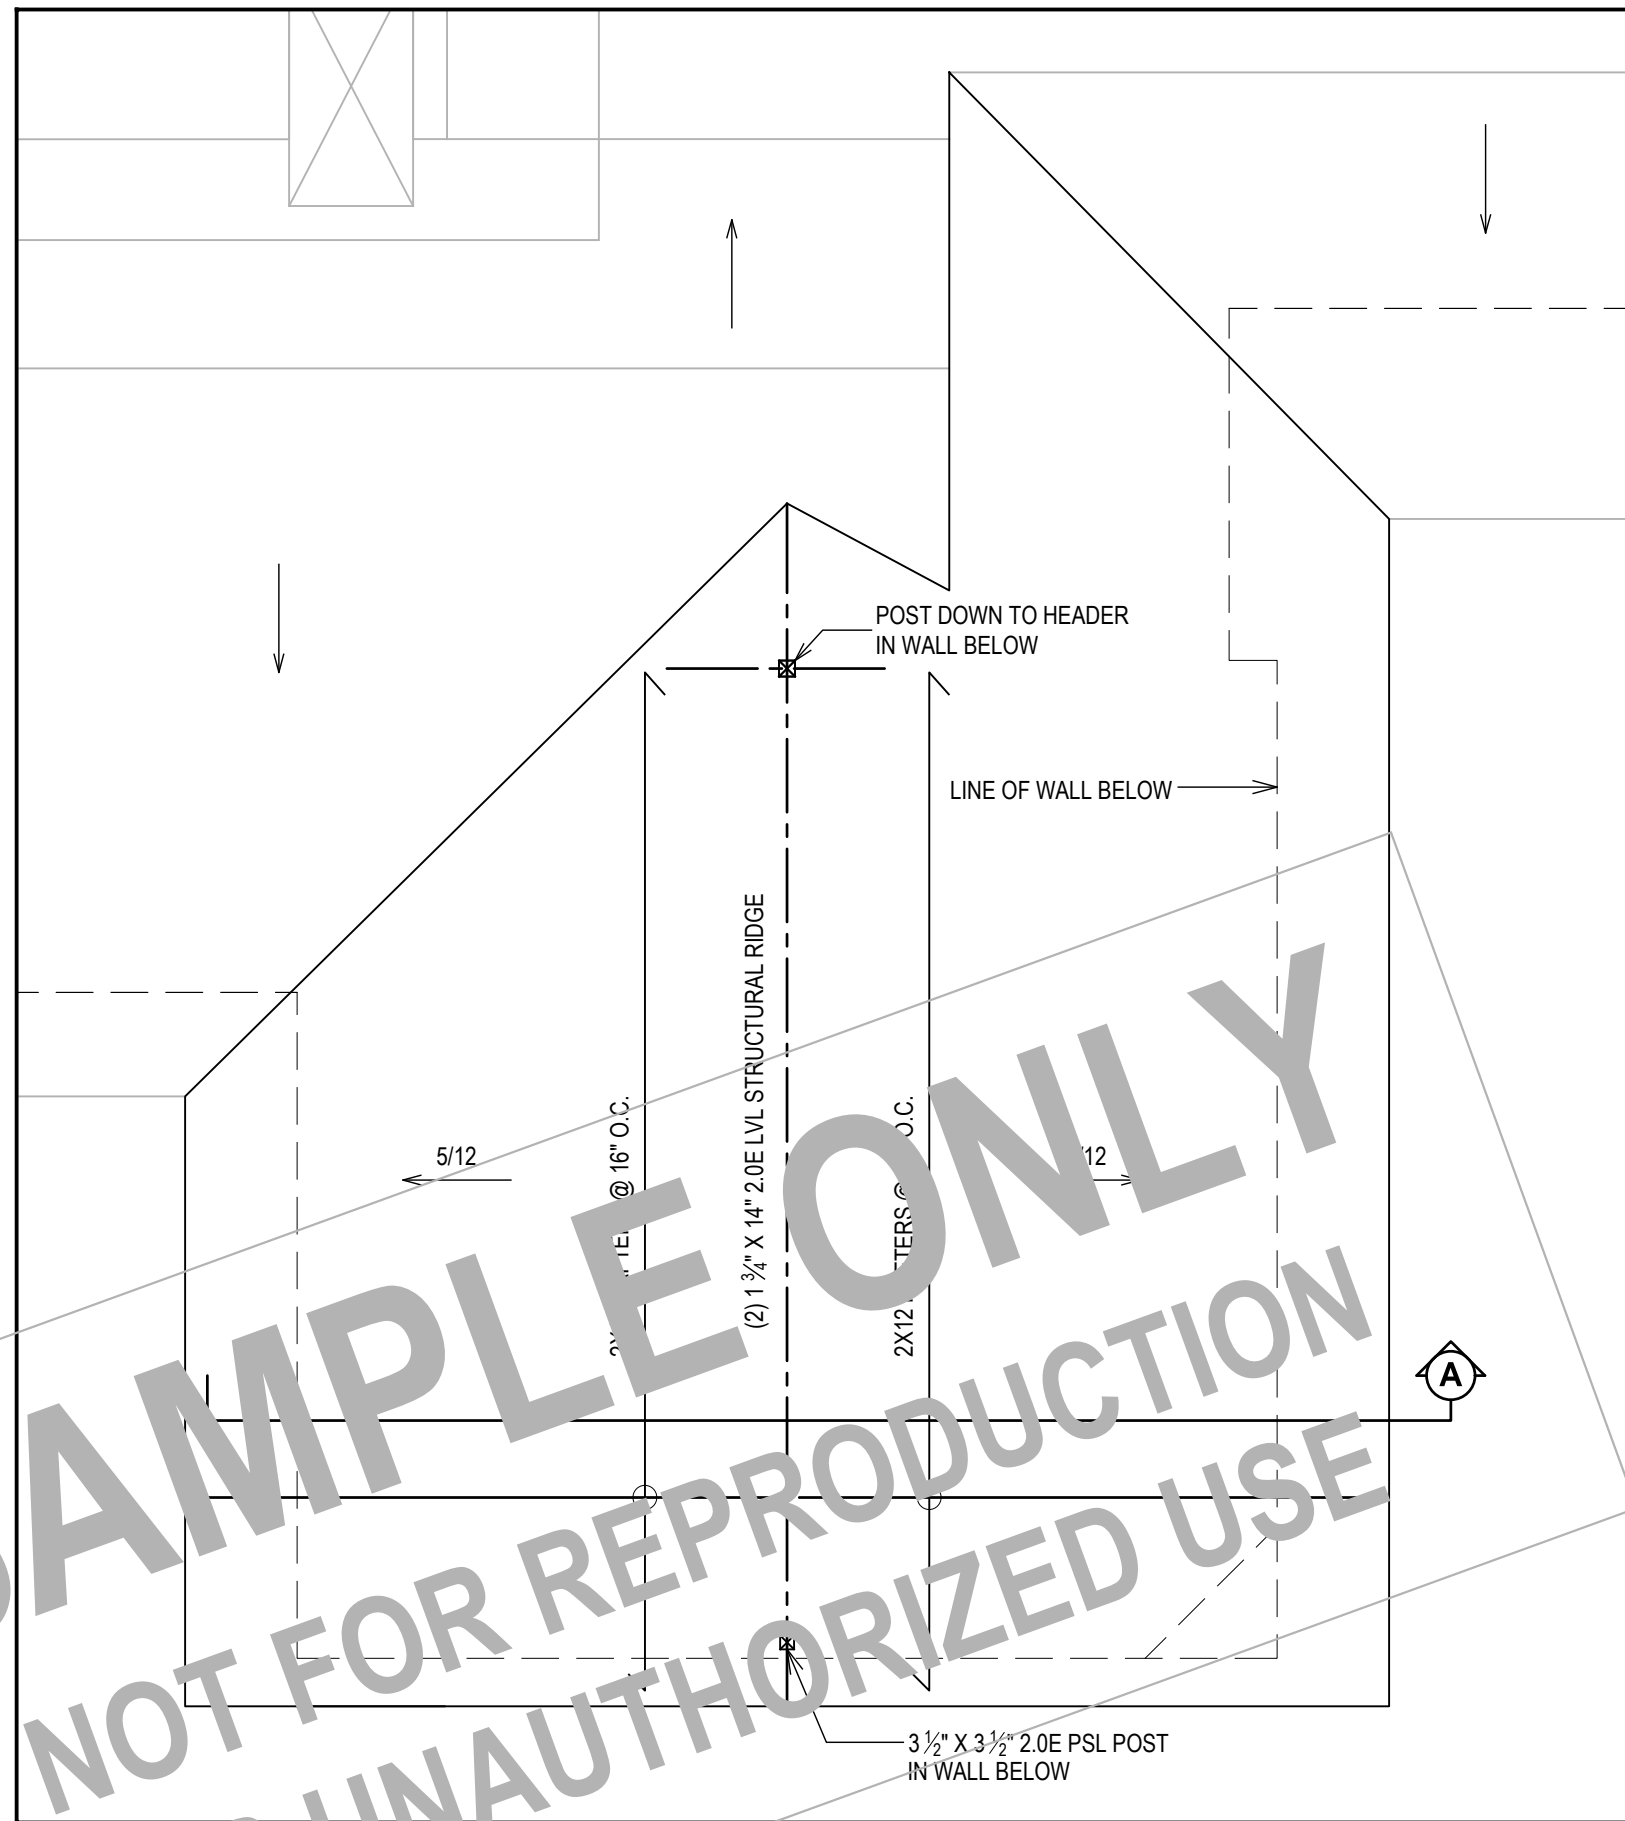 POST DOWN TO HEADER
IN WALL BELOW
LINE OF WALL BELOW
(2) 1 ¾" X 14" 2.0E LVL STRUCTURAL RIDGE
@ 16" O.C.
2X12
O.C.
5/12
/12
A
3 ½" X 3 ½" 2.0E PSL POST
IN WALL BELOW
AMPLE ONLY
NOT FOR REPRODUCTION
UNAUTHORIZED USE